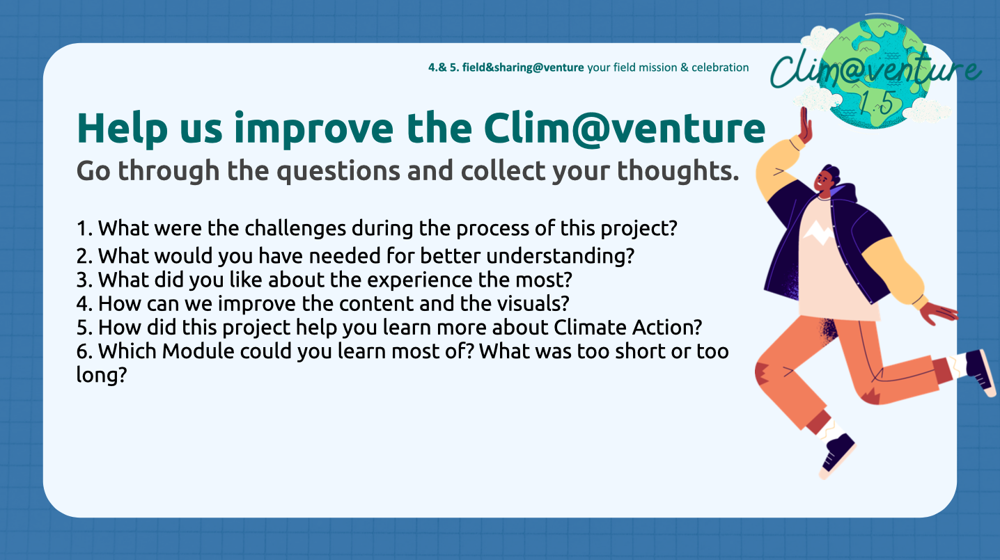 4.& 5. field&sharing@venture your field mission & celebration
Clim@venture
1.5
Help us improve the Clim@venture
Go through the questions and collect your thoughts.
1. What were the challenges during the process of this project?
2. What would you have needed for better understanding?
3. What did you like about the experience the most?
4. How can we improve the content and the visuals?
5. How did this project help you learn more about Climate Action?
6. Which Module could you learn most of? What was too short or too
long?